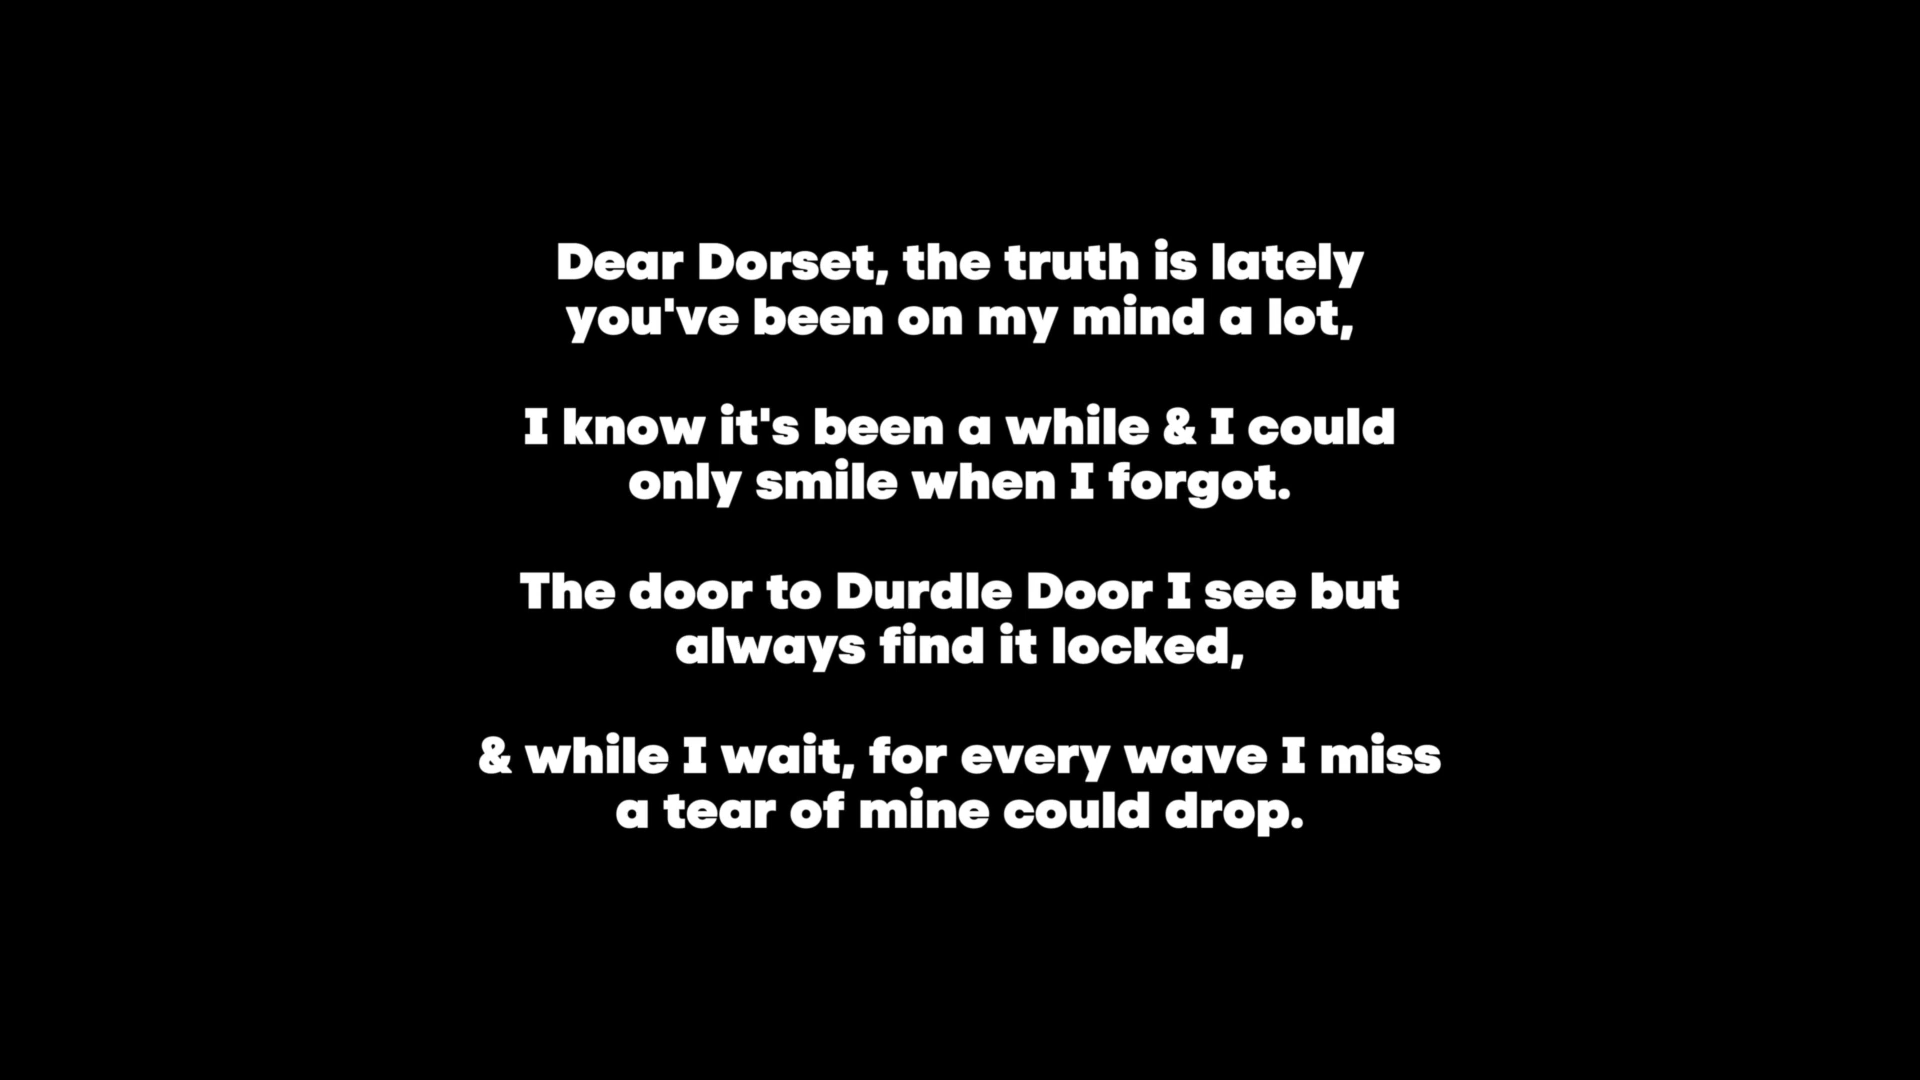 Dear Dorset, the truth is lately
you've been on my mind a lot,
I know it's been a while & I could
only smile when I forgot.
The door to Durdle Door I see but
always find it locked,
& while I wait, for every wave I miss
a tear of mine could drop.